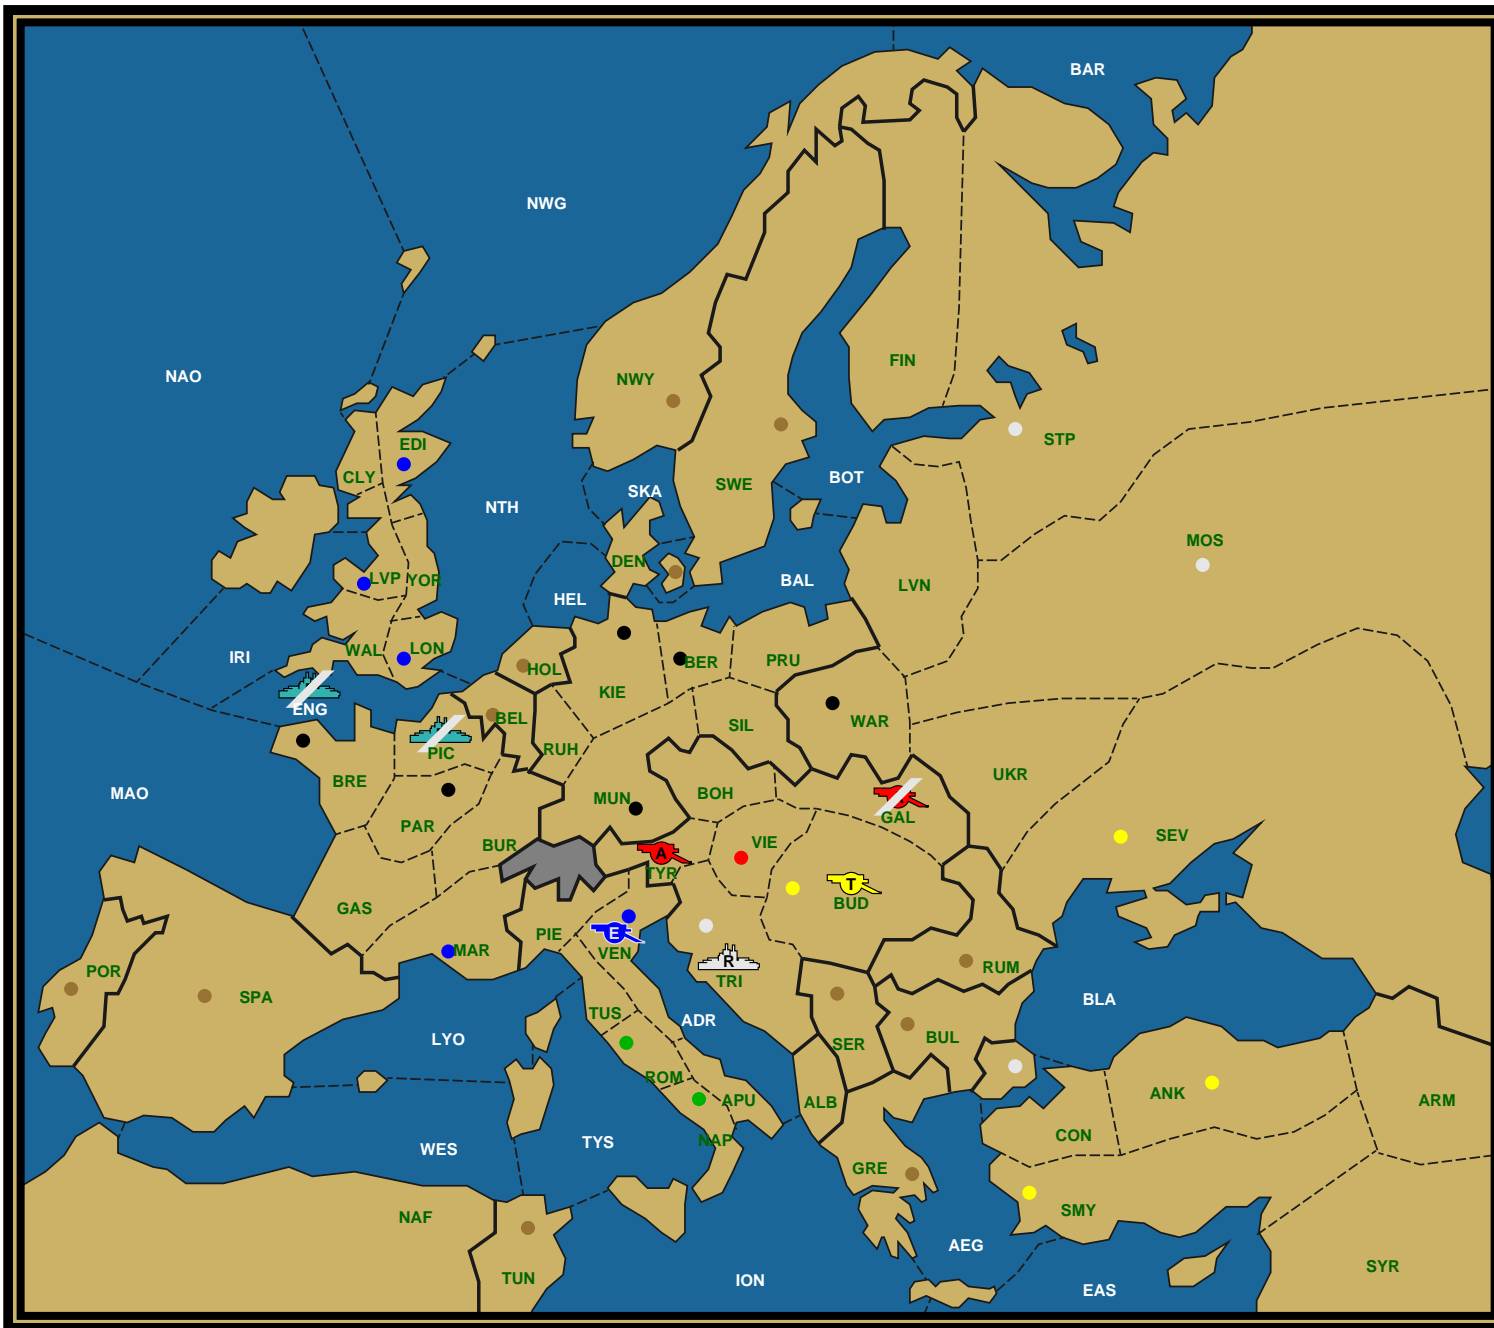 BAR
NWG
NAO
FIN
NWY
STP
EDI
CLY
SWE
BOT
SKA
NTH
MOS
DEN
LVP YOR
BAL
LVN
HEL
WAL
LON
IRI
HOL
BER
PRU
KIE
ENG
BEL
WAR
SIL
PIC
RUH
UKR
BRE
BOH
MAO
MUN
GAL
PAR
SEV
VIE
BUR
A
TYR
T
BUD
GAS
E
PIE
VEN
MAR
R
RUM
POR
TRI
SPA
BLA
TUS
ADR
LYO
BUL
SER
ROM
ANK
APU
ALB
ARM
CON
NAP
TYS
WES
GRE
SMY
NAF
AEG
SYR
TUN
ION
EAS